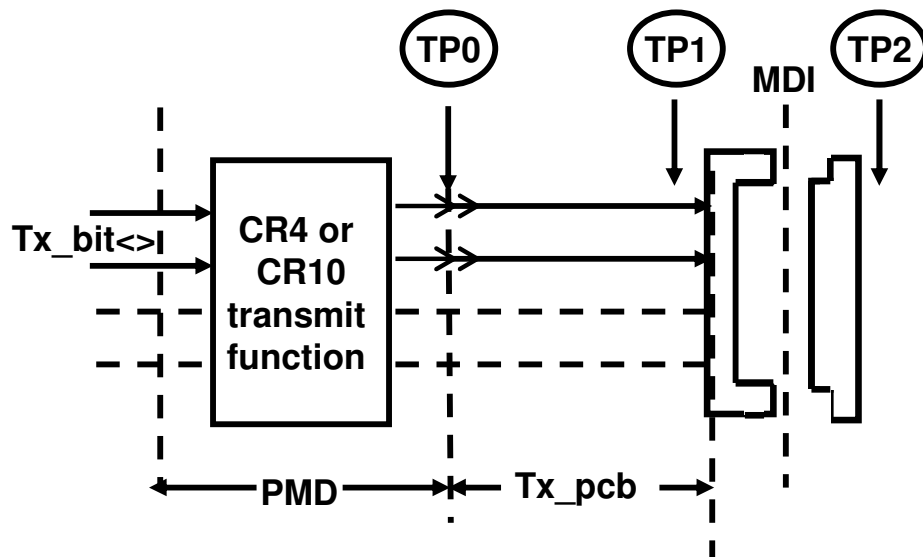 TP0
TP1
TP2
MDI
Tx_bit<>
CR4 or
CR10
transmit
function
PMD
Tx_pcb